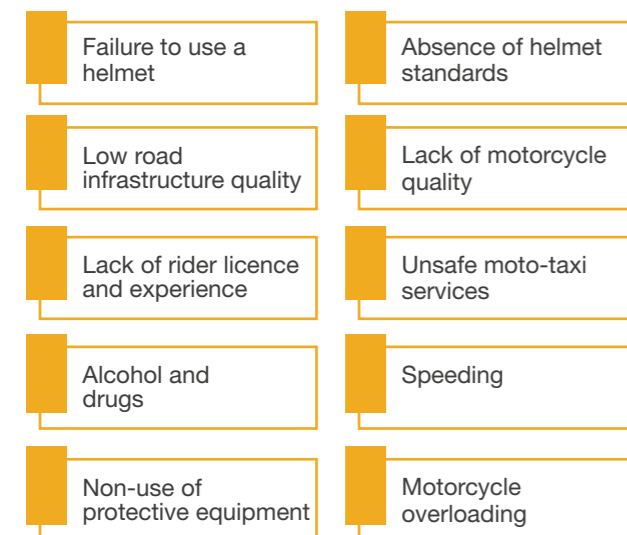 Failure to use a
helmet
Absence of helmet
standards
Low road
infrastructure quality
Lack of motorcycle
quality
Lack of rider licence
and experience
Unsafe moto-taxi
services
Alcohol and
drugs
Speeding
Non-use of
protective equipment
Motorcycle
overloading